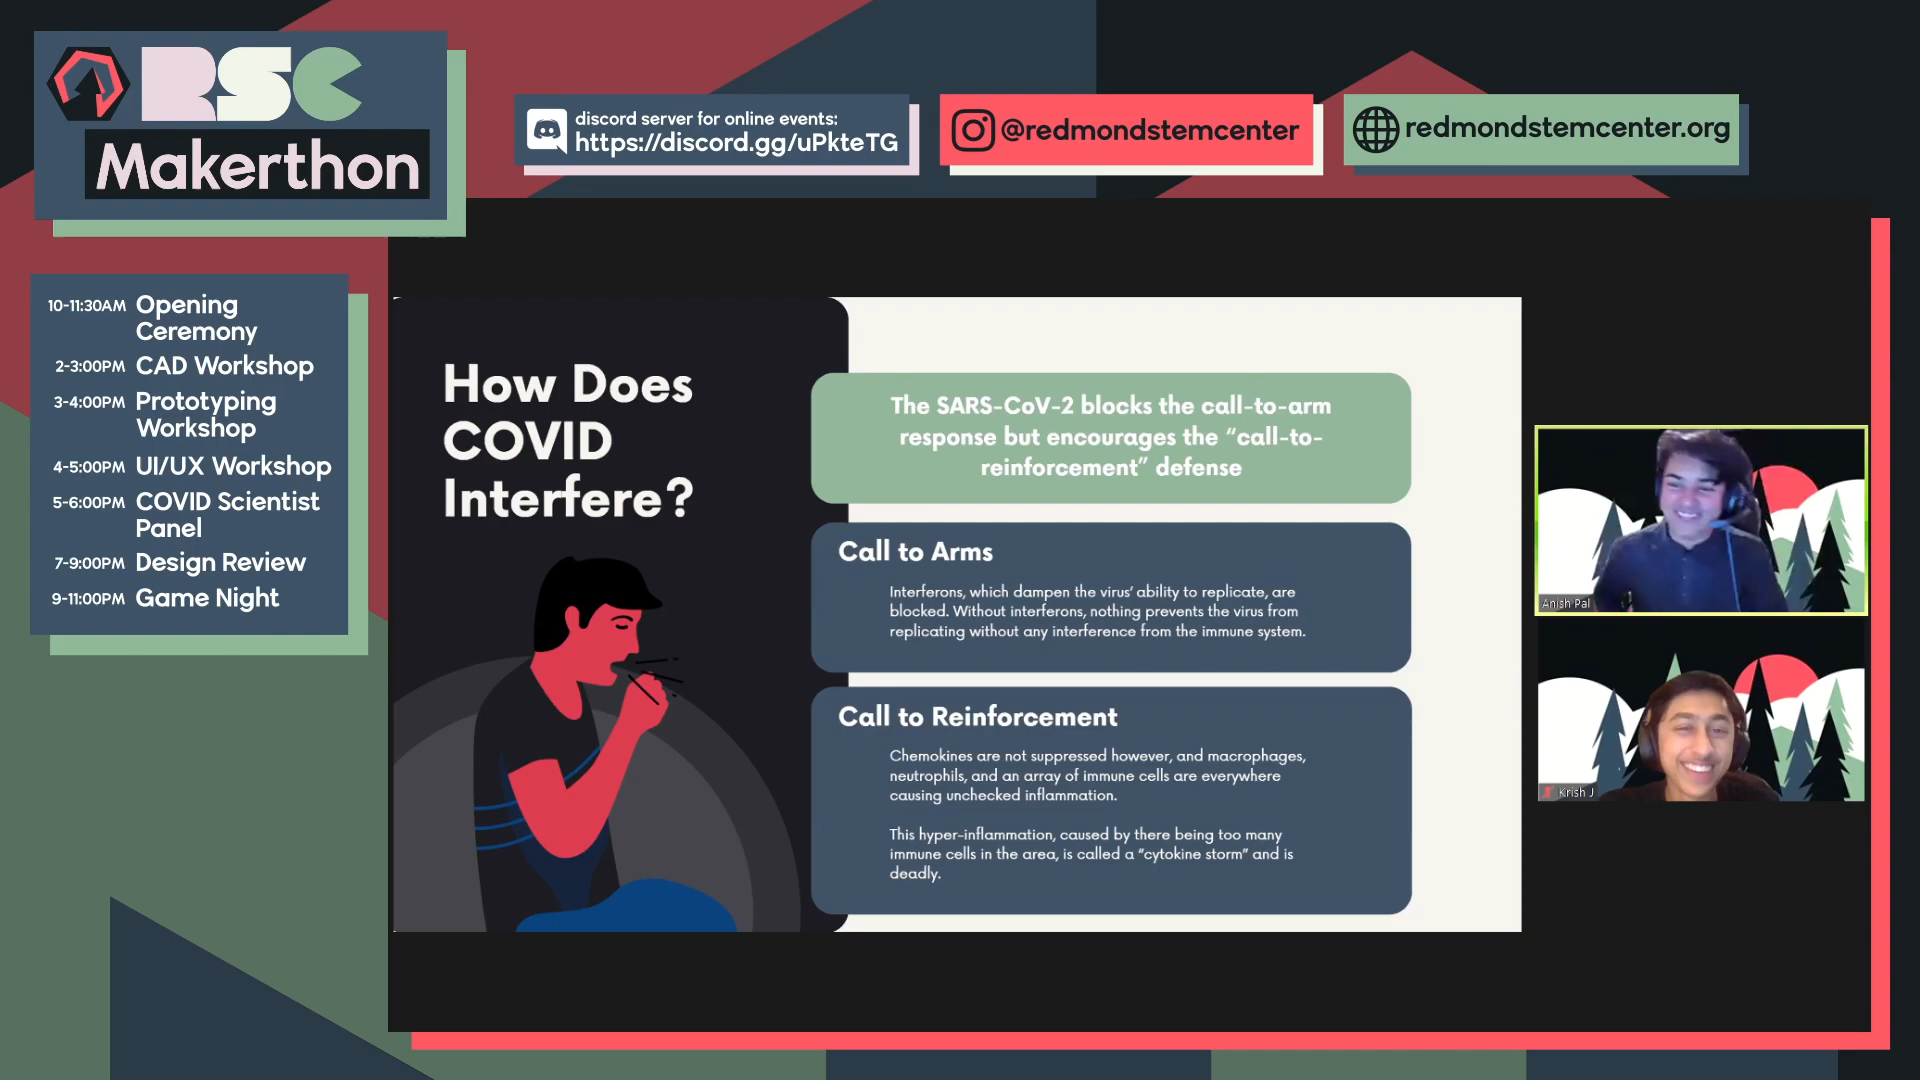 RSC
Makerthon
discord server for online events:
https://discord.gg/uPkteTG
@redmondstemcenter
redmondstemcenter.org
10-11:30AM Opening
Ceremony
2-3:00PM CAD Workshop
3-4:00PM Prototyping
Workshop
4-5:00PM UI/UX Workshop
5-6:00PM COVID Scientist
Panel
7-9:00PM Design Review
9-11:00PM Game Night
How Does
COVID
Interfere?
The SARS-CoV-2 blocks the call-to-arm
response but encourages the “call-to-
reinforcement” defense
Call to Arms
Interferons, which dampen the virus’ ability to replicate, are
blocked. Without interferons, nothing prevents the virus from
replicating without any interference from the immune system.
Call to Reinforcement
Chemokines are not suppressed however, and macrophages,
neutrophils, and an array of immune cells are everywhere
causing unchecked inflammation.
This hyper-inflammation, caused by there being too many
immune cells in the area, is called a “cytokine storm” and is
deadly.
Anish Pal
Krish J